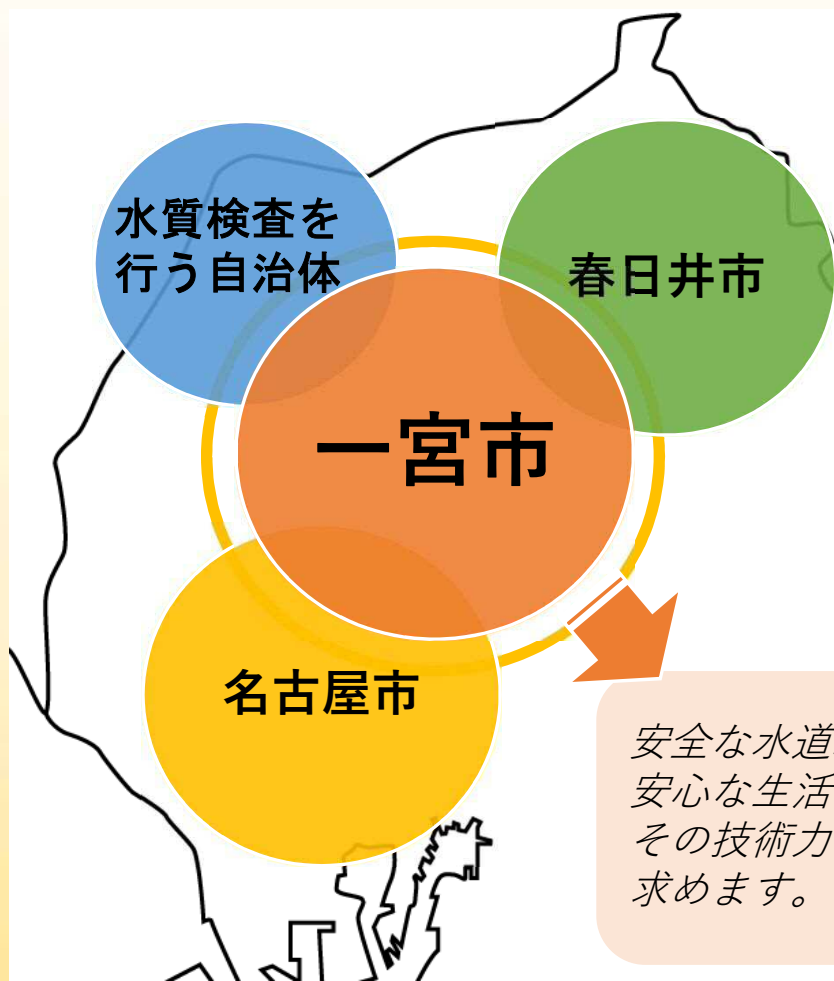 水質検査を
行う自治体
春日井市
一宮市
名古屋市
安全な水道
安心な生活
その技術力
求めます。